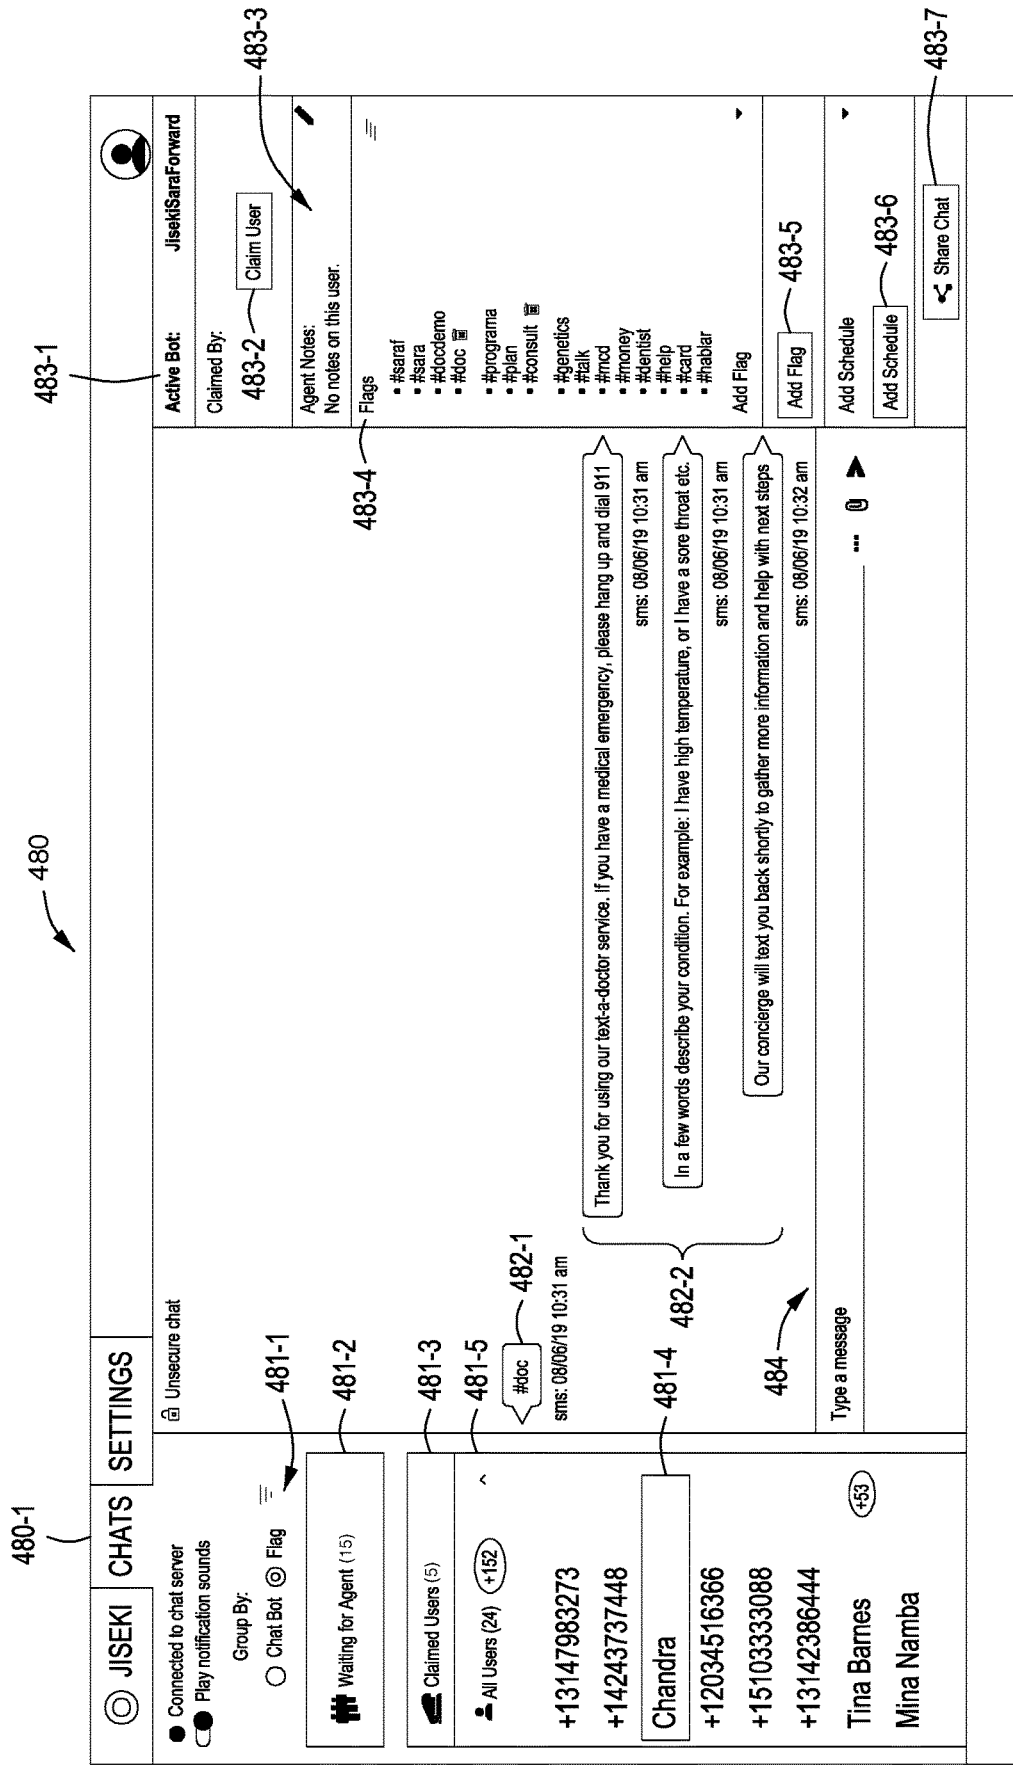 480
480-1
JISEKI
CHATS
SETTINGS
Connected to chat server
Play notification sounds
Group By:
Chat Bot
Flag
481-1
Waiting for Agent (15)
481-2
Claimed Users (5)
481-3
All Users (24)
+152
^
481-5
+13147983273
+14243737448
Chandra
481-4
+12034516366
+15103333088
+13142386444
Tina Barnes
+53
Mina Namba
Unsecure chat
#doc
482-1
sms: 08/06/19 10:31 am
Thank you for using our text-a-doctor service. If you have a medical emergency, please hang up and dial 911
sms: 08/06/19 10:31 am
In a few words describe your condition. For example: I have high temperature, or I have a sore throat etc.
sms: 08/06/19 10:31 am
Our concierge will text you back shortly to gather more information and help with next steps
sms: 08/06/19 10:32 am
482-2
484
Type a message
...
483-1
Active Bot:
JisekiSaraForward
Claimed By:
483-2
Claim User
483-3
Agent Notes:
No notes on this user.
483-4
Flags
▪ #saraf
▪ #sara
▪ #docdemo
▪ #doc
▪ #programa
▪ #plan
▪ #consult
▪ #genetics
▪ #talk
▪ #mcd
▪ #money
▪ #dentist
▪ #help
▪ #card
▪ #hablar
Add Flag
Add Flag
483-5
Add Schedule
Add Schedule
483-6
Share Chat
483-7